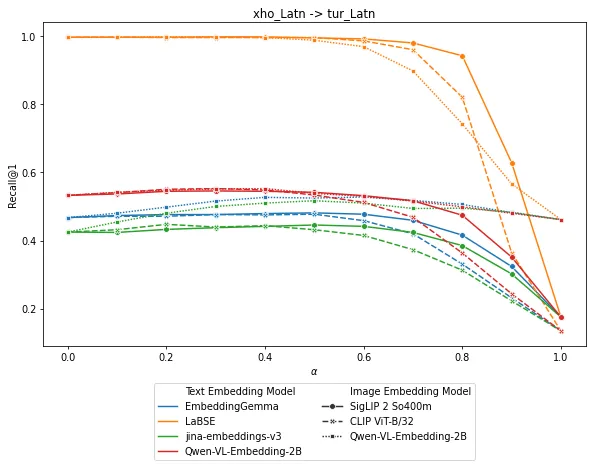 xho_Latn -> tur_Latn
Recall@1
1.0
0.8
0.6
0.4
0.2
0.0 0.2 0.4 0.6 0.8 1.0
α
Text Embedding Model
EmbeddingGemma
LaBSE
jina-embeddings-v3
Qwen-VL-Embedding-2B
Image Embedding Model
SigLIP 2 So400m
CLIP ViT-B/32
Qwen-VL-Embedding-2B